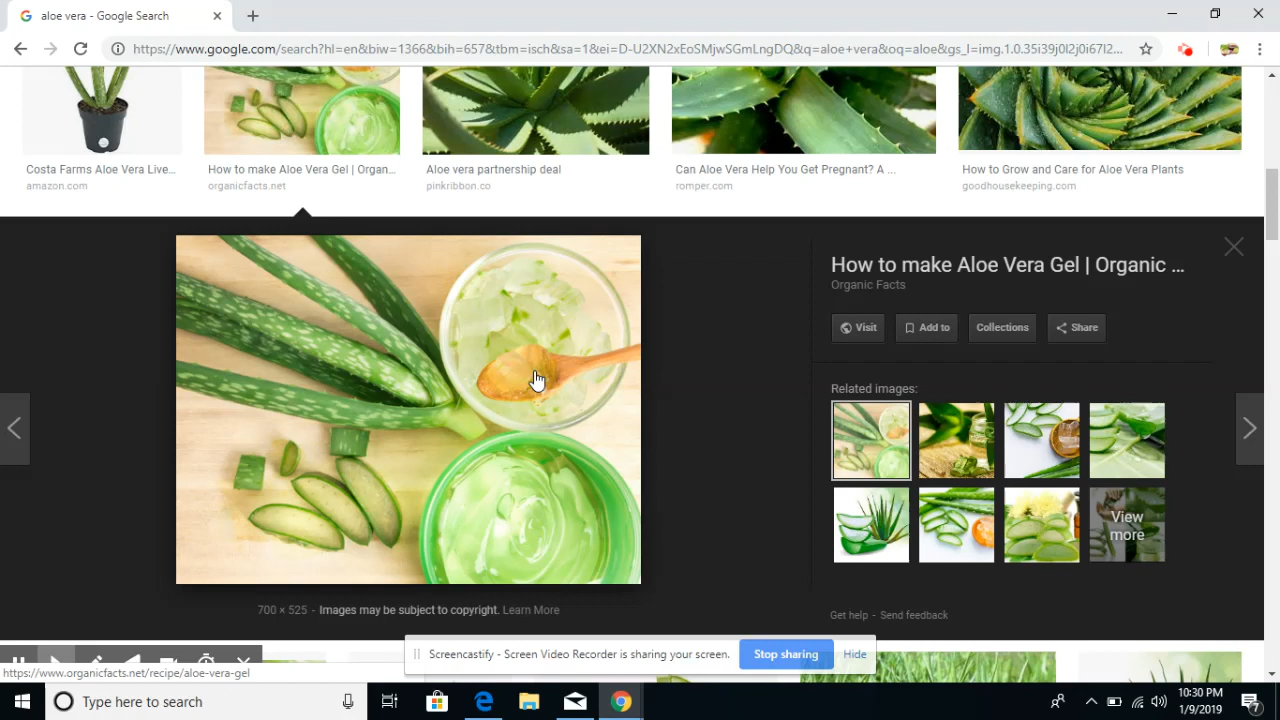 aloe vera - Google Search
https://www.google.com/search?hl=en&biw=1366&bih=657&tbm=isch&sa=1&ei=D-U2XN2xEoSMjwSGmLngDQ&q=aloe+vera&oq=aloe&gs_l=img.1.0.35i39j0l2j0i67l2...
Costa Farms Aloe Vera Live...
amazon.com
How to make Aloe Vera Gel | Organ...
organicfacts.net
Aloe vera partnership deal
pinkribbon.co
Can Aloe Vera Help You Get Pregnant? A ...
romper.com
How to Grow and Care for Aloe Vera Plants
goodhousekeeping.com
How to make Aloe Vera Gel | Organic ...
Organic Facts
Visit
Add to
Collections
Share
Related images:
View
more
700 × 525 - Images may be subject to copyright. Learn More
Get help - Send feedback
Screencastify - Screen Video Recorder is sharing your screen.
Stop sharing
Hide
https://www.organicfacts.net/recipe/aloe-vera-gel
Type here to search
10:30 PM
1/9/2019
7